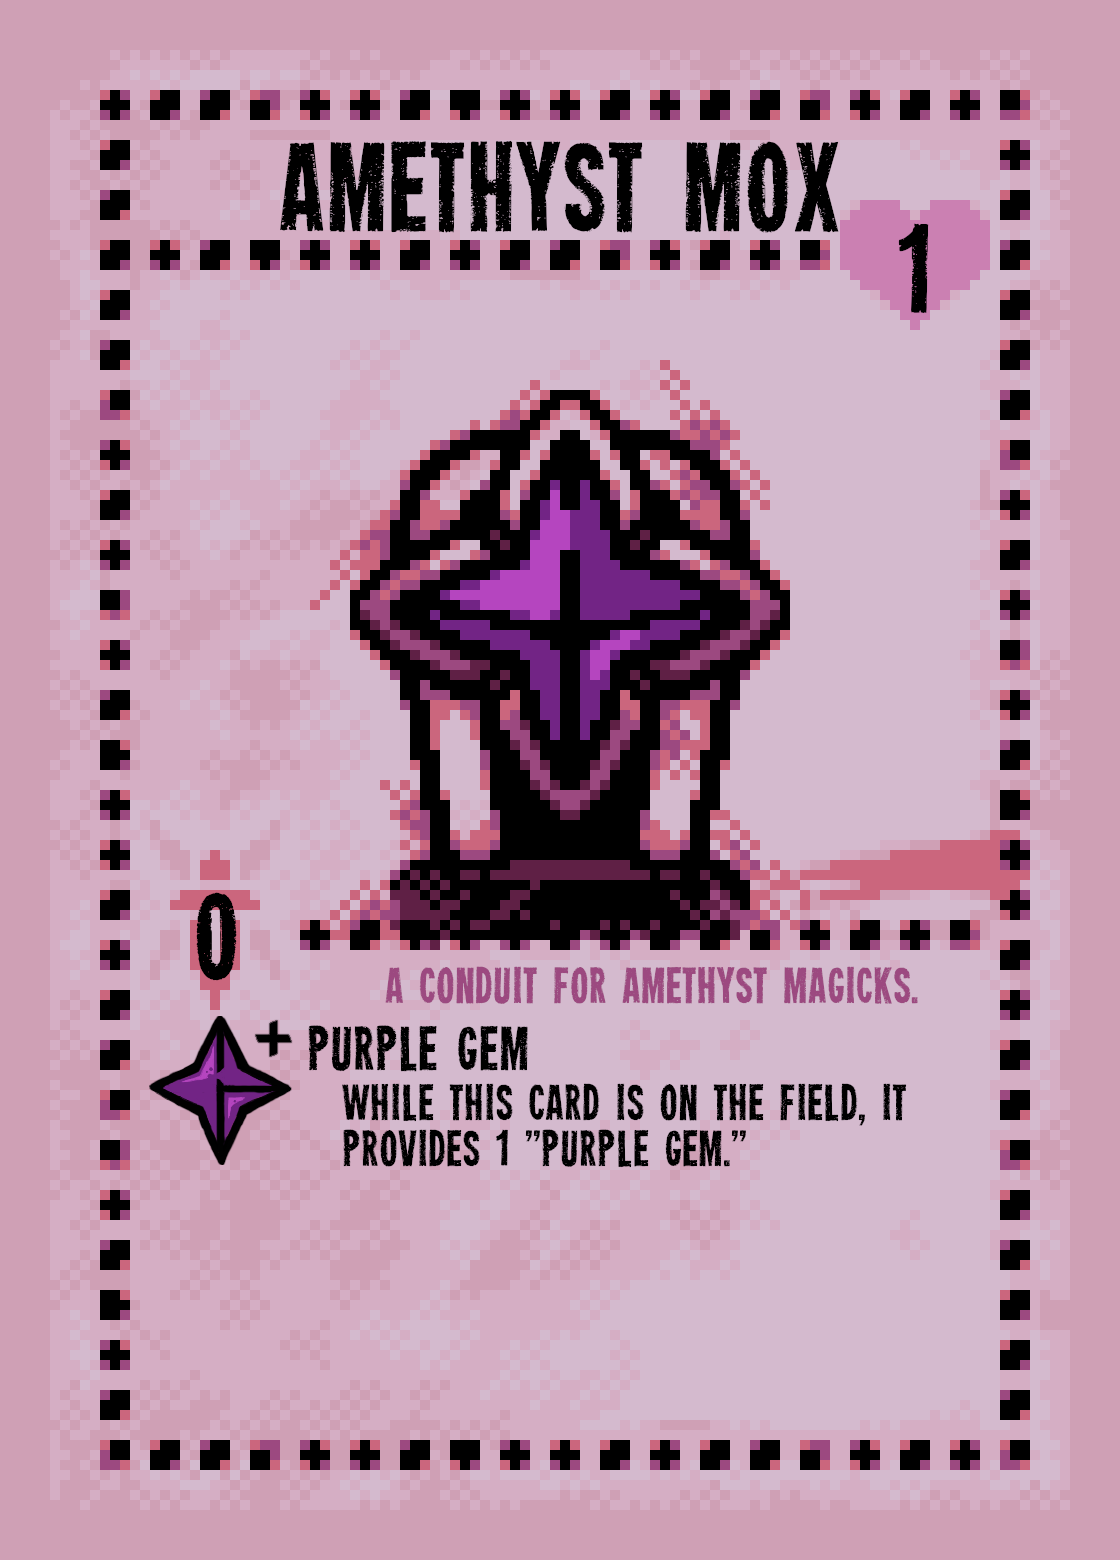 AMETHYST MOX
1
0
A CONDUIT FOR AMETHYST MAGICKS.
PURPLE GEM
WHILE THIS CARD IS ON THE FIELD, IT
PROVIDES 1 ”PURPLE GEM.”